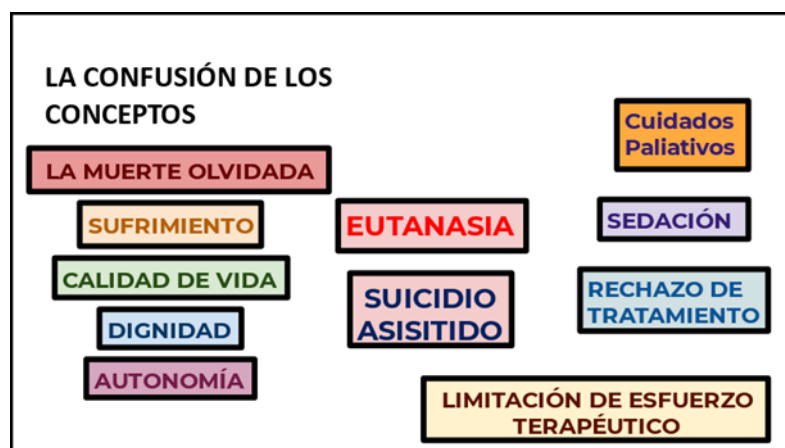 LA CONFUSIÓN DE LOS
CONCEPTOS
LA MUERTE OLVIDADA
SUFRIMIENTO
CALIDAD DE VIDA
DIGNIDAD
AUTONOMÍA
EUTANASIA
SUICIDIO
ASISITIDO
Cuidados
Paliativos
SEDACIÓN
RECHAZO DE
TRATAMIENTO
LIMITACIÓN DE ESFUERZO
TERAPÉUTICO